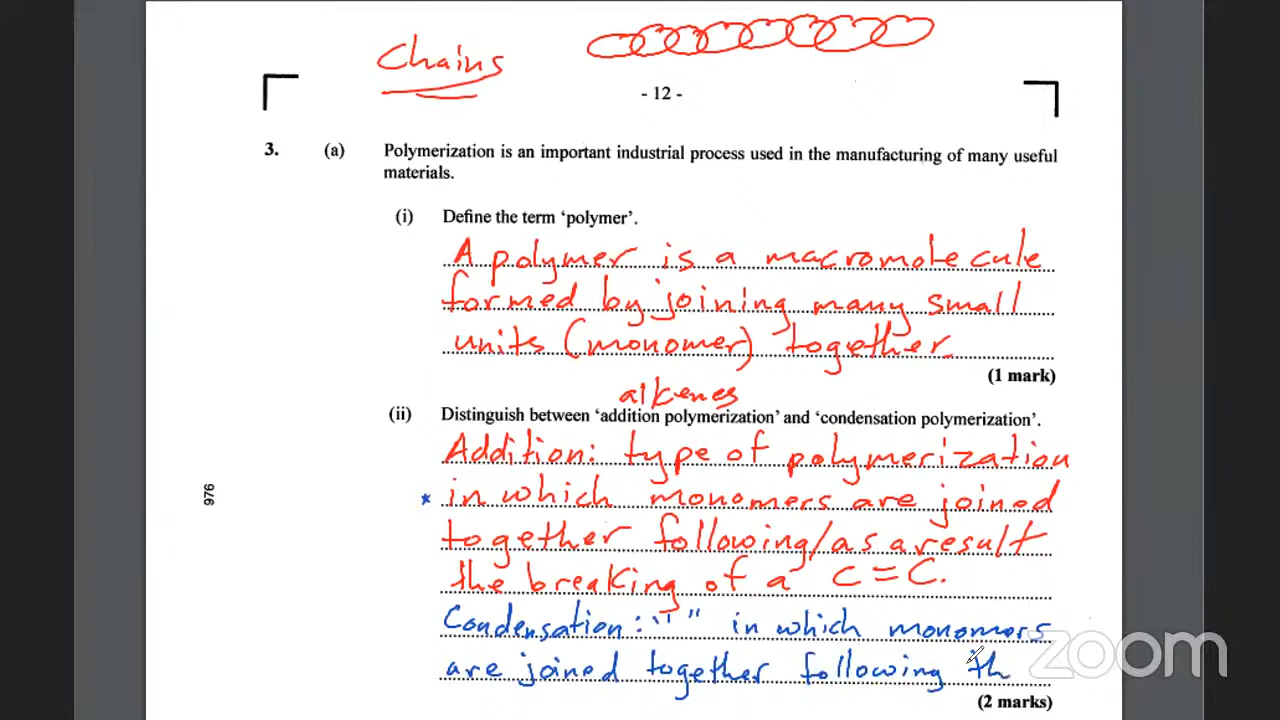 Chains
- 12 -
3. (a) Polymerization is an important industrial process used in the manufacturing of many useful
materials.
(i) Define the term ‘polymer’.
A polymer is a macromolecule
formed by joining many small
units (monomer) together.
(1 mark)
alkenes
(ii) Distinguish between ‘addition polymerization’ and ‘condensation polymerization’.
Addition: type of polymerization
* in which monomers are joined
together following/as a result
the breaking of a C=C.
976
Condensation: " " in which monomers
are joined together following th
zoom
(2 marks)